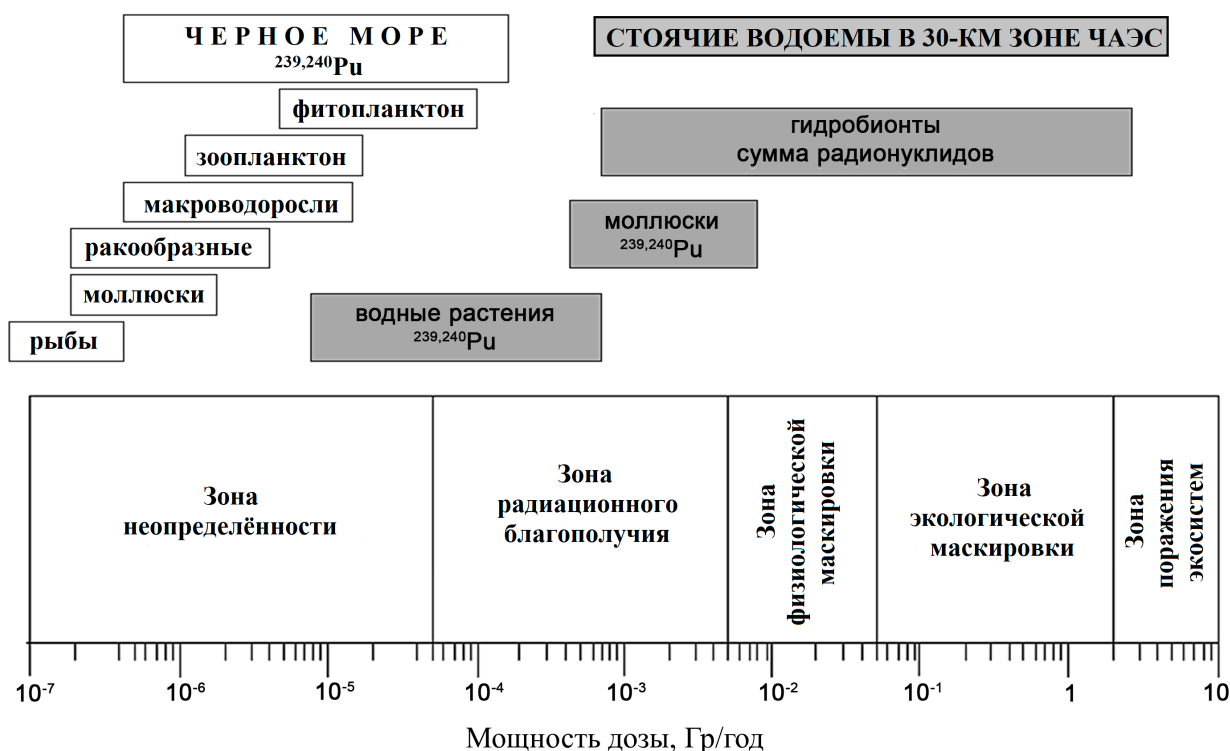 Ч Е Р Н О Е М О Р Е
239,240Pu
СТОЯЧИЕ ВОДОЕМЫ В 30-КМ ЗОНЕ ЧАЭС
фитопланктон
зоопланктон
макроводоросли
ракообразные
моллюски
рыбы
гидробионты
сумма радионуклидов
моллюски
239,240Pu
водные растения
239,240Pu
Зона
неопределённости
Зона
радиационного
благополучия
Зона
физиологической
маскировки
Зона
экологической
маскировки
Зона
поражения
экосистем
10-7 10-6 10-5 10-4 10-3 10-2 10-1 1 10
Мощность дозы, Гр/год